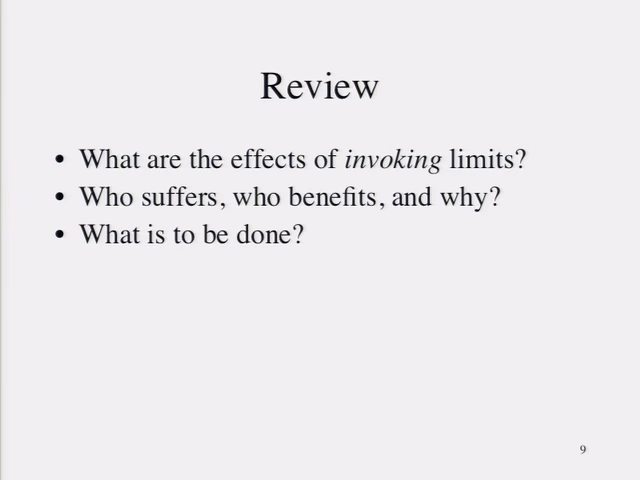 Review
• What are the effects of invoking limits?
• Who suffers, who benefits, and why?
• What is to be done?
9